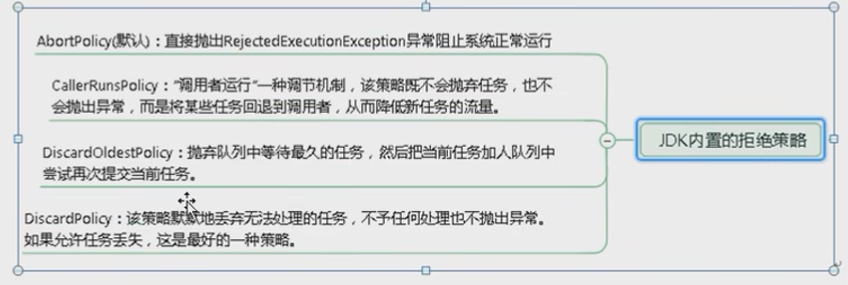 AbortPolicy(默认)：直接抛出RejectedExecutionException异常阻止系统正常运行
CallerRunsPolicy："调用者运行"一种调节机制，该策略既不会抛弃任务，也不
会抛出异常，而是将某些任务回退到调用者，从而降低新任务的流量。
DiscardOldestPolicy：抛弃队列中等待最久的任务，然后把当前任务加人队列中
尝试再次提交当前任务。
DiscardPolicy：该策略默默地丢弃无法处理的任务，不予任何处理也不抛出异常。
如果允许任务丢失，这是最好的一种策略。
JDK内置的拒绝策略